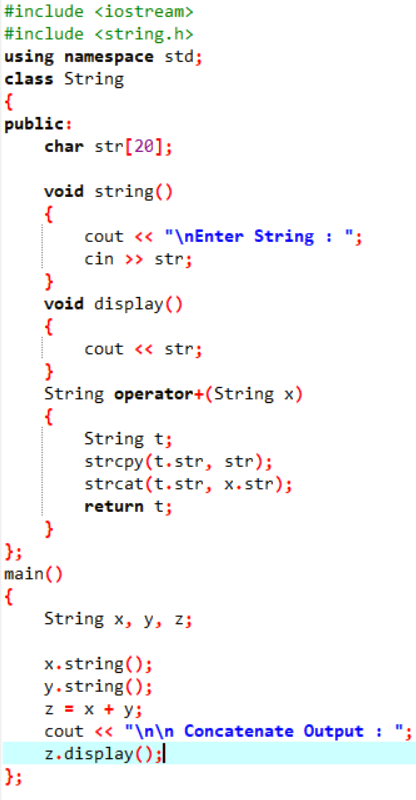 #include <iostream>
#include <string.h>
using namespace std;
class String
{
public:
    char str[20];

    void string()
    {
        cout << "\nEnter String : ";
        cin >> str;
    }
    void display()
    {
        cout << str;
    }
    String operator+(String x)
    {
        String t;
        strcpy(t.str, str);
        strcat(t.str, x.str);
        return t;
    }
};
main()
{
    String x, y, z;

    x.string();
    y.string();
    z = x + y;
    cout << "\n\n Concatenate Output : ";
    z.display();
};